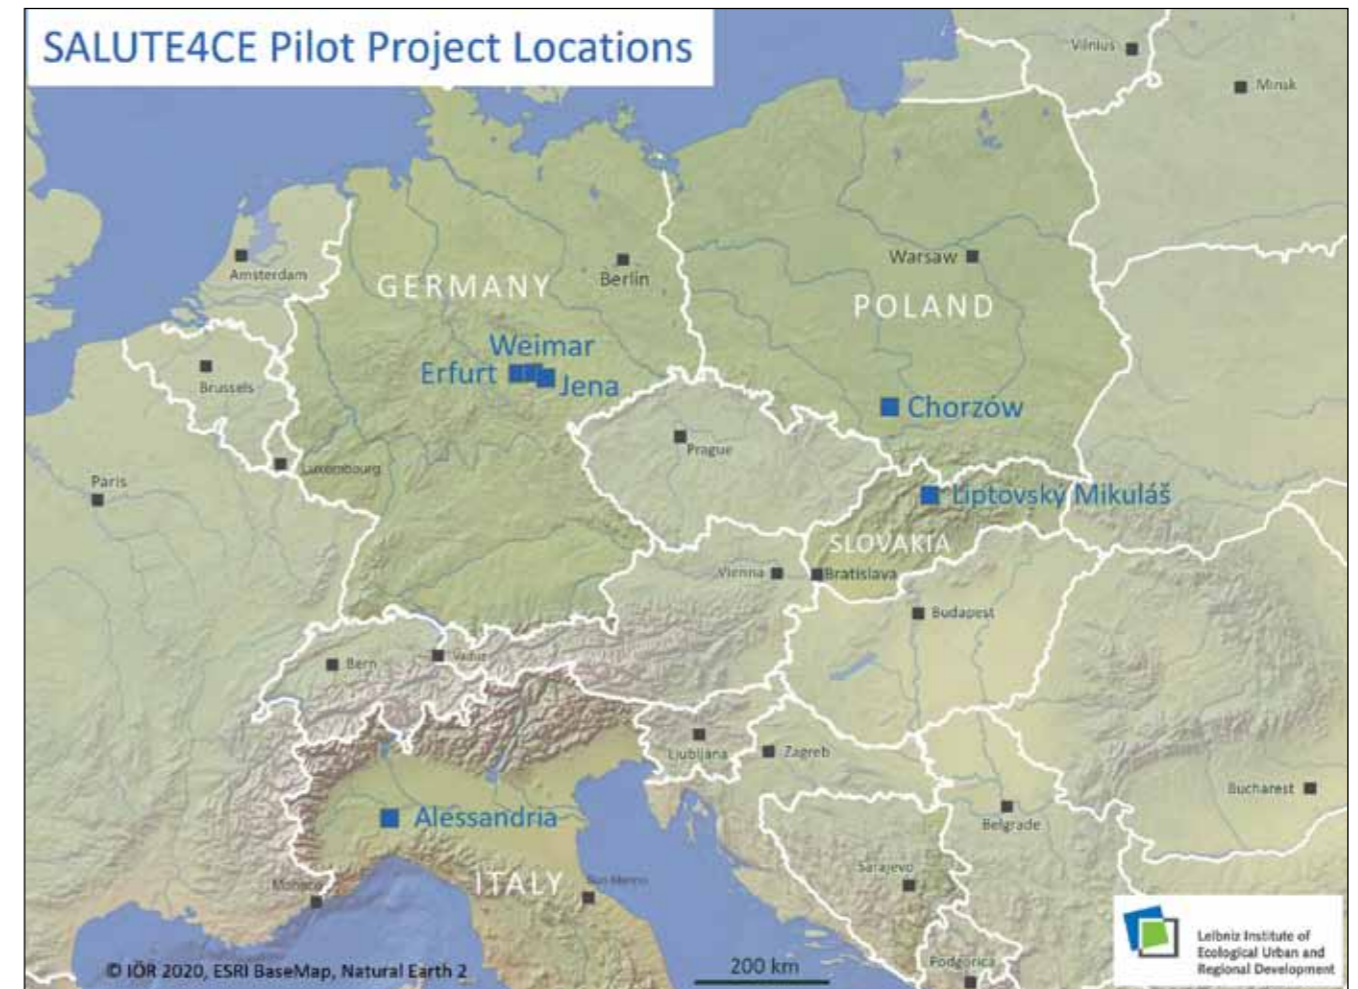 SALUTE4CE Pilot Project Locations
Vilnius
Minsk
Amsterdam
GERMANY
Berlin
Warsaw
POLAND
Weimar
Erfurt
Jena
Brussels
Chorzów
Prague
Luxembourg
Paris
Liptovský Mikuláš
SLOVAKIA
Vienna
Bratislava
Budapest
Bern
Vaduz
Ljubljana
Zagreb
Bucharest
Alessandria
Belgrade
ITALY
San Marino
Monaco
Sarajevo
Podgorica
© IÖR 2020, ESRI BaseMap, Natural Earth 2
200 km
Leibniz Institute of
Ecological Urban and
Regional Development